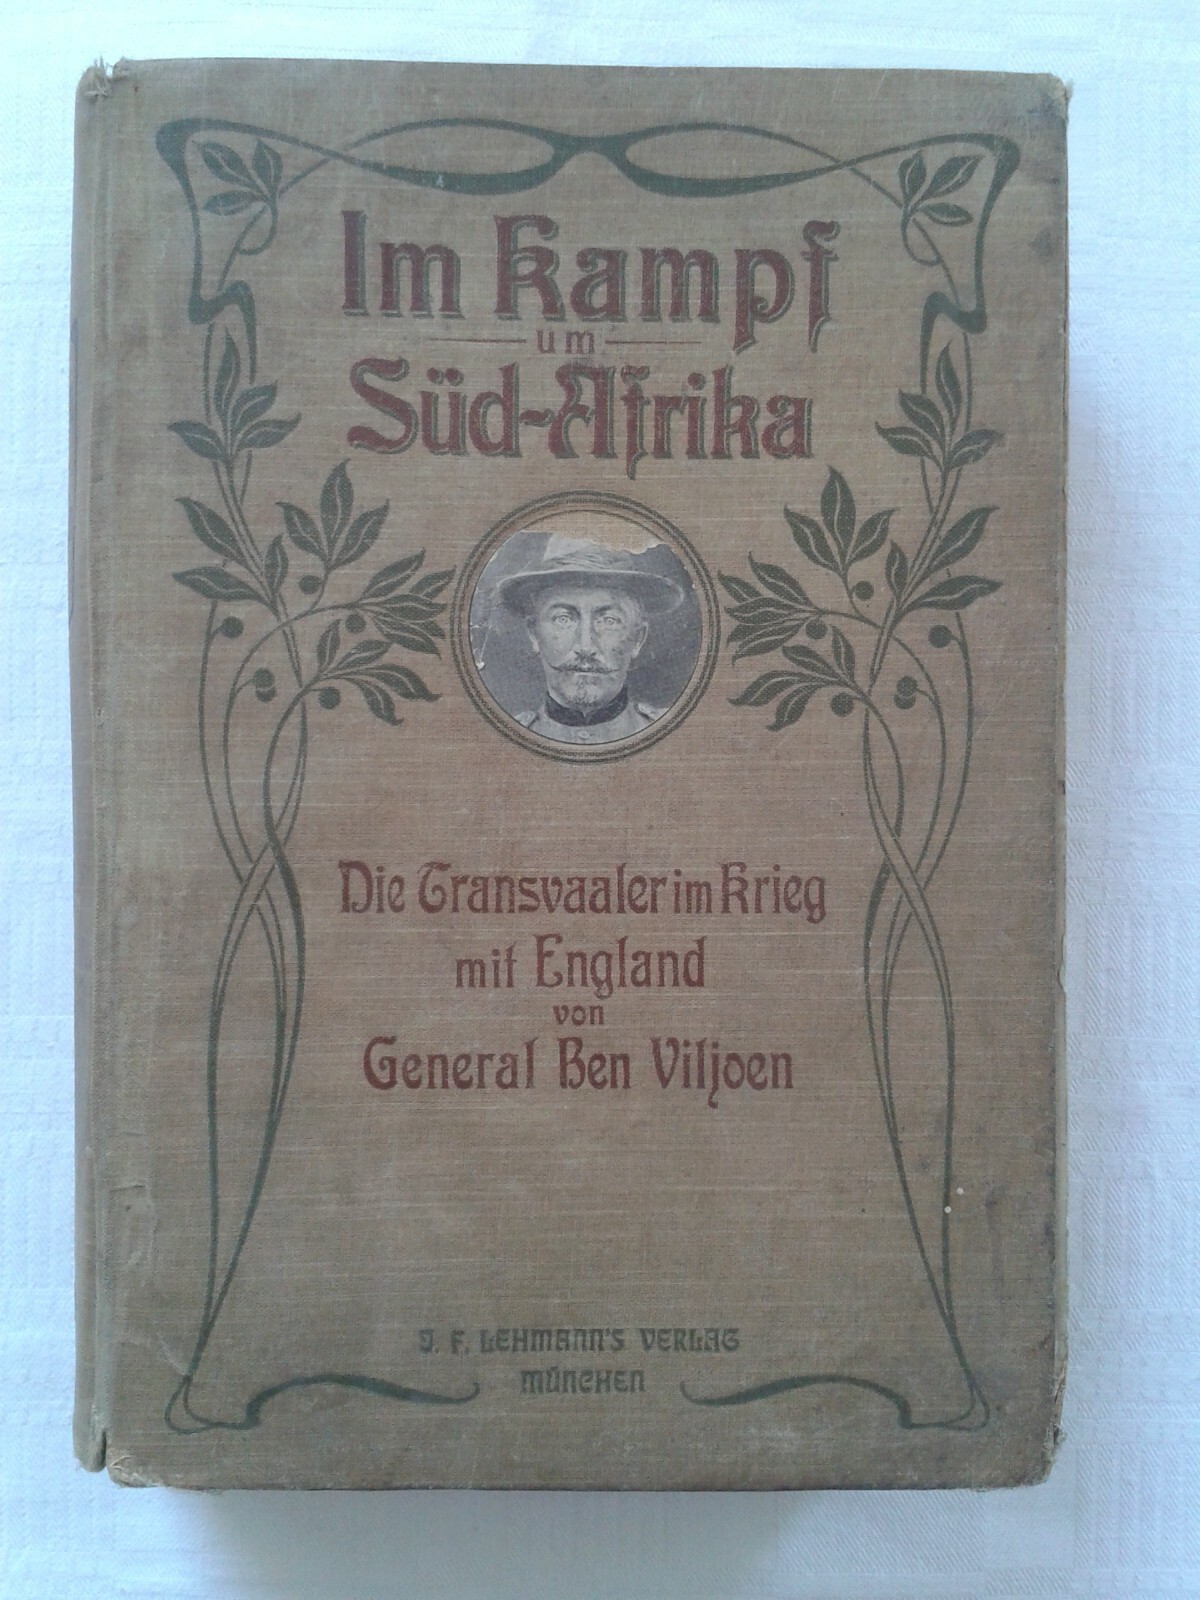 Im Kampf
um
Süd-Afrika
Die Transvaaler im Krieg
mit England
von
General Ben Viljoen
J. F. LEHMANN'S VERLAG
MÜNCHEN